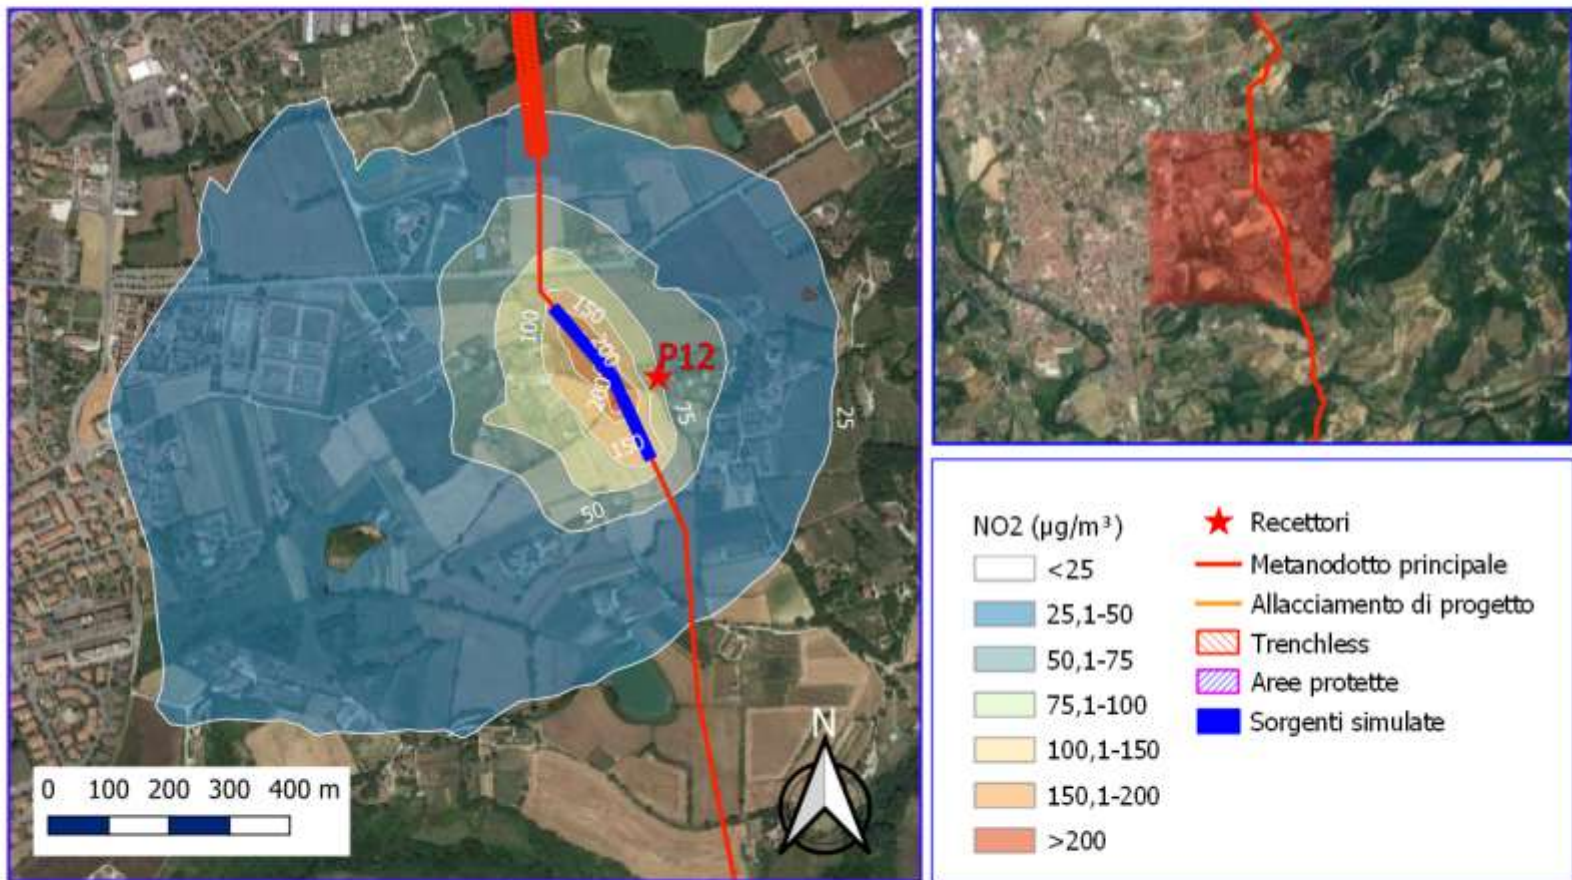 150
100
200
200
P12
75
25
150
50
N
0 100 200 300 400 m
NO2 (µg/m³)
<25
25,1-50
50,1-75
75,1-100
100,1-150
150,1-200
>200
Recettori
Metanodotto principale
Allacciamento di progetto
Trenchless
Aree protette
Sorgenti simulate